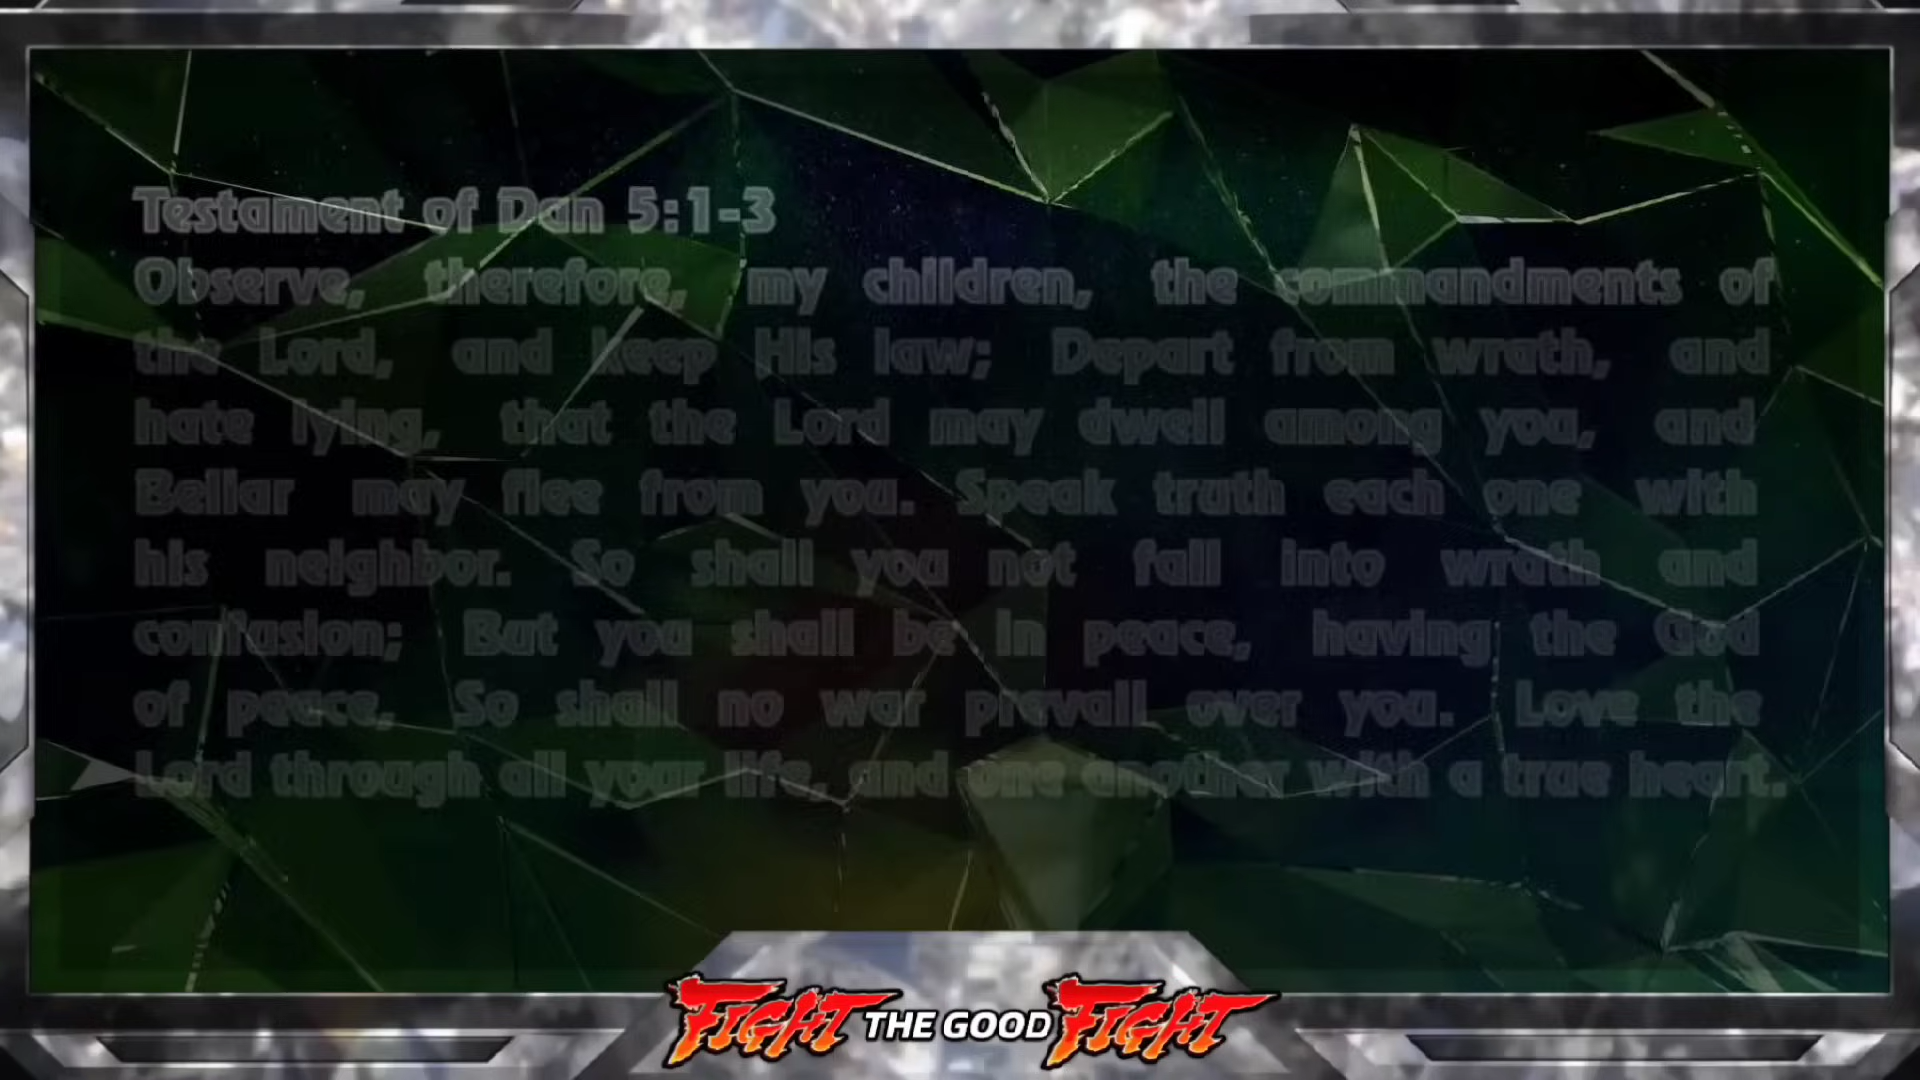 Testament of Dan 5:1-3
Observe, therefore, my children, the commandments of
the Lord, and keep His law; Depart from wrath, and
hate lying, that the Lord may dwell among you, and
Beliar may flee from you. Speak truth each one with
his neighbor. So shall you not fall into wrath and
confusion; But you shall be in peace, having the God
of peace, So shall no war prevail over you. Love the
Lord through all your life, and one another with a true heart.
FIGHT THE GOOD FIGHT